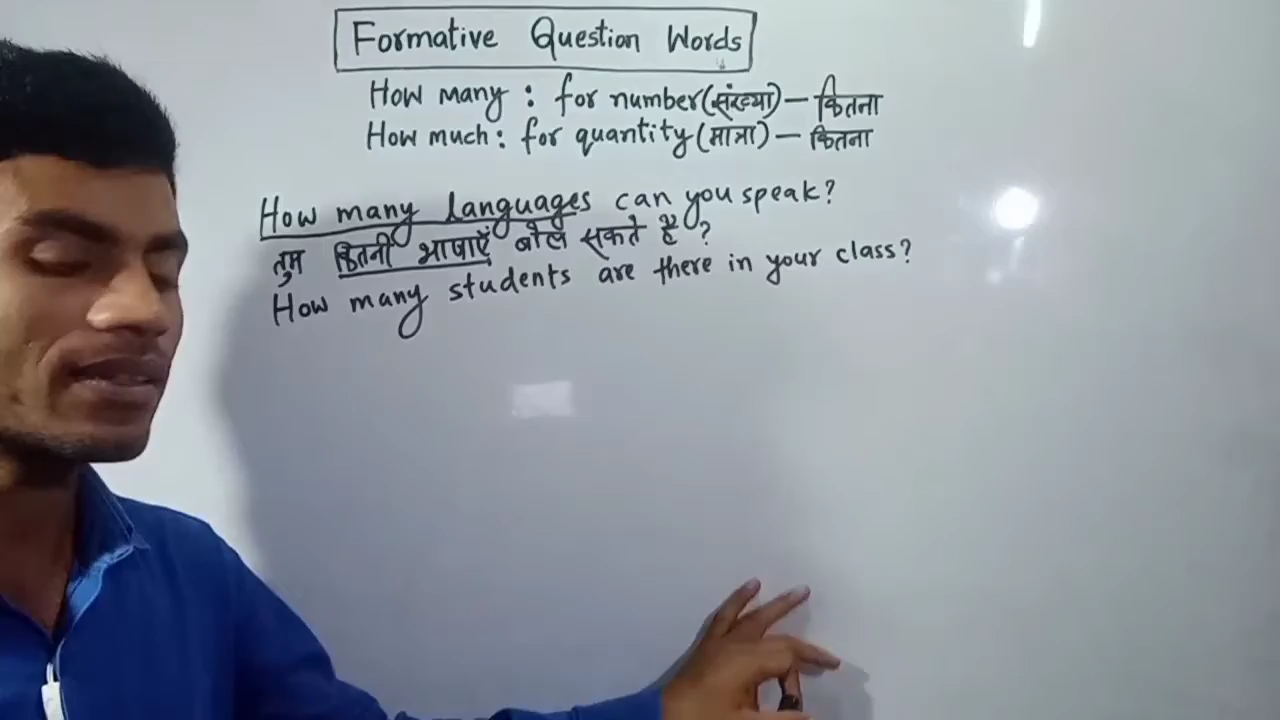 Formative Question Words
How many : for number (संख्या) – कितना
How much : for quantity (मात्रा) – कितना
How many languages can you speak?
तुम कितनी भाषाएँ बोल सकते हैं ?
How many students are there in your class?